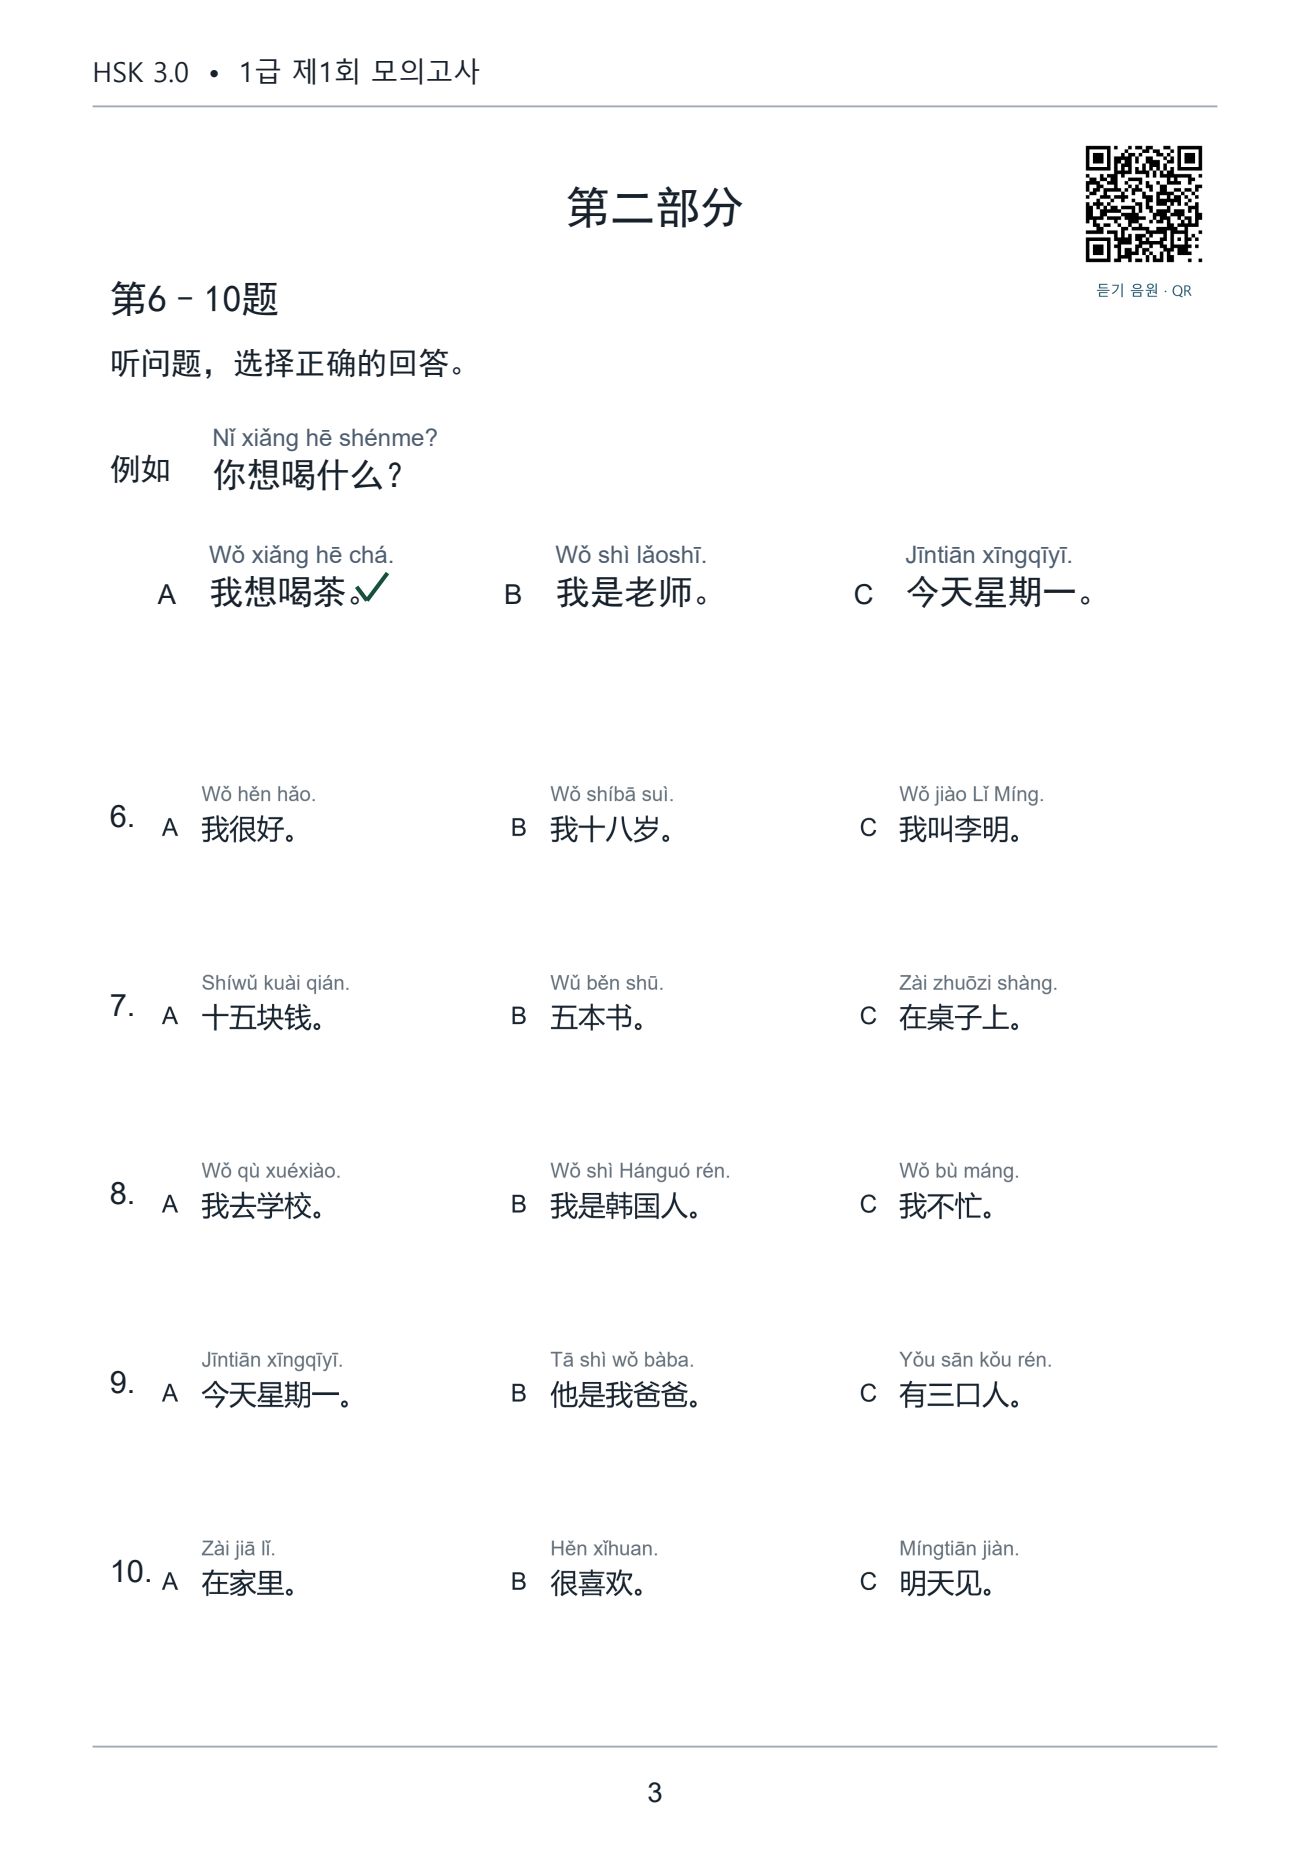 HSK 3.0 • 1급 제1회 모의고사
第二部分
듣기 음원 · QR
第6－10题
听问题，选择正确的回答。
Nǐ xiǎng hē shénme?
例如 你想喝什么？
Wǒ xiǎng hē chá. Wǒ shì lǎoshī. Jīntiān xīngqīyī.
A 我想喝茶。 B 我是老师。 C 今天星期一。
Wǒ hěn hǎo. Wǒ shíbā suì. Wǒ jiào Lǐ Míng.
6. A 我很好。 B 我十八岁。 C 我叫李明。
Shíwǔ kuài qián. Wǔ běn shū. Zài zhuōzi shàng.
7. A 十五块钱。 B 五本书。 C 在桌子上。
Wǒ qù xuéxiào. Wǒ shì Hánguó rén. Wǒ bù máng.
8. A 我去学校。 B 我是韩国人。 C 我不忙。
Jīntiān xīngqīyī. Tā shì wǒ bàba. Yǒu sān kǒu rén.
9. A 今天星期一。 B 他是我爸爸。 C 有三口人。
Zài jiā lǐ. Hěn xǐhuan. Míngtiān jiàn.
10. A 在家里。 B 很喜欢。 C 明天见。
3